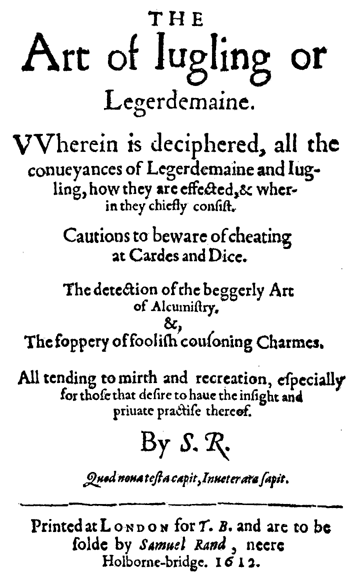 THE
Art of Iugling or
Legerdemaine.
VVherein is deciphered, all the
conueyances of Legerdemaine and Iug-
ling, how they are effected,& wher-
in they chiefly conſiſt.
Cautions to beware of cheating
at Cardes and Dice.
The detection of the beggerly Art
of Alcumiſtry.
&,
The foppery of fooliſh couſoning Charmes.
All tending to mirth and recreation, eſpecially
for thoſe that deſire to haue the inſight and
priuate practiſe thereof.
By S. R.
Quod noua teſta capit, Inueterata ſapit.
Printed at LONDON for T. B. and are to be
ſolde by Samuel Rand, neere
Holborne-bridge. 1612.